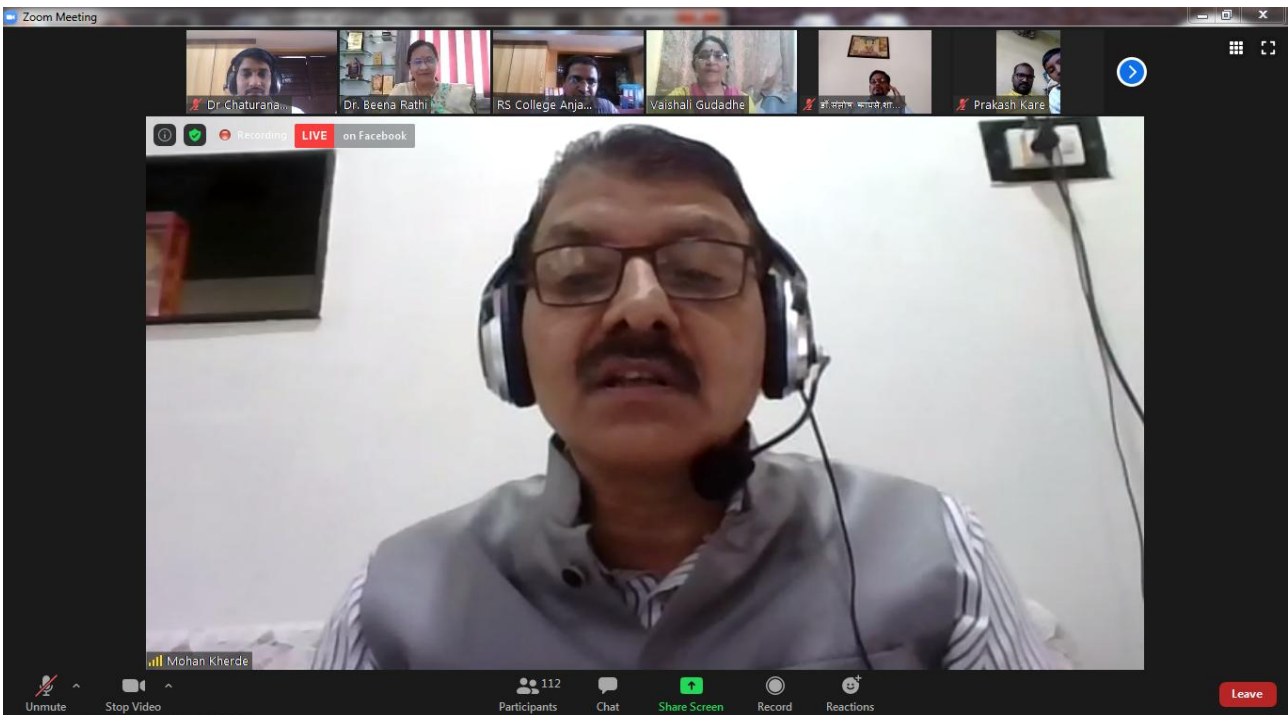 Zoom Meeting
Dr Chaturana...
Dr. Beena Rathi
RS College Anja...
Vaishali Gudadhe
डॉ.संतोष
Prakash Kare
Recording
LIVE on Facebook
Mohan Kherde
Unmute
Stop Video
112
Participants
Chat
Share Screen
Record
Reactions
Leave